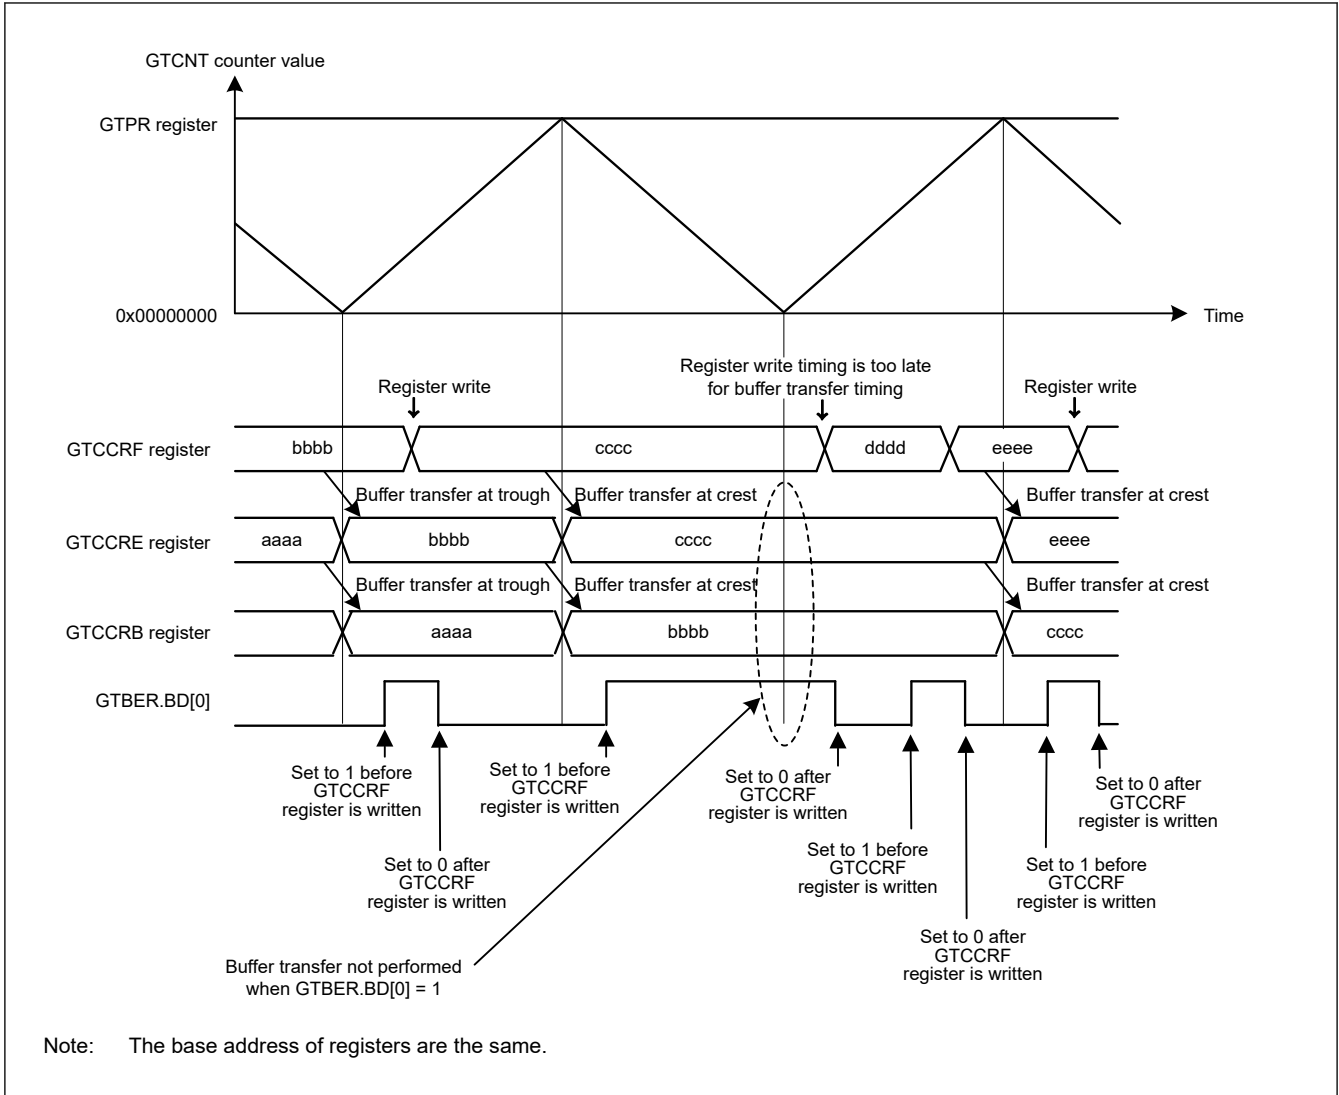 GTCNT counter value
GTPR register
0x00000000
Time
Register write timing is too late
for buffer transfer timing
Register write
Register write
GTCCRF register
bbbb
cccc
dddd
eeee
Buffer transfer at trough
Buffer transfer at crest
Buffer transfer at crest
GTCCRE register
aaaa
bbbb
cccc
eeee
Buffer transfer at trough
Buffer transfer at crest
Buffer transfer at crest
GTCCRB register
aaaa
bbbb
cccc
GTBER.BD[0]
Set to 1 before
GTCCRF
register is written
Set to 1 before
GTCCRF
register is written
Set to 0 after
GTCCRF
register is written
Set to 0 after
GTCCRF
register is written
Set to 0 after
GTCCRF
register is written
Set to 1 before
GTCCRF
register is written
Set to 1 before
GTCCRF
register is written
Set to 0 after
GTCCRF
register is written
Buffer transfer not performed
when GTBER.BD[0] = 1
Note: The base address of registers are the same.